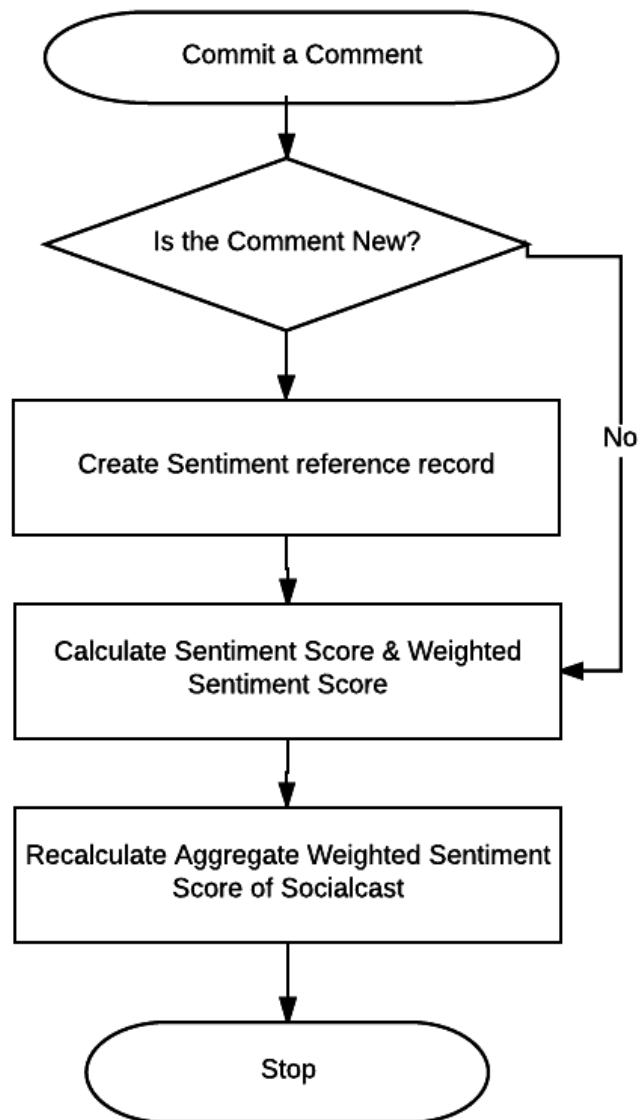 Commit a Comment
Is the Comment New?
Create Sentiment reference record
No
Calculate Sentiment Score & Weighted
Sentiment Score
Recalculate Aggregate Weighted Sentiment
Score of Socialcast
Stop